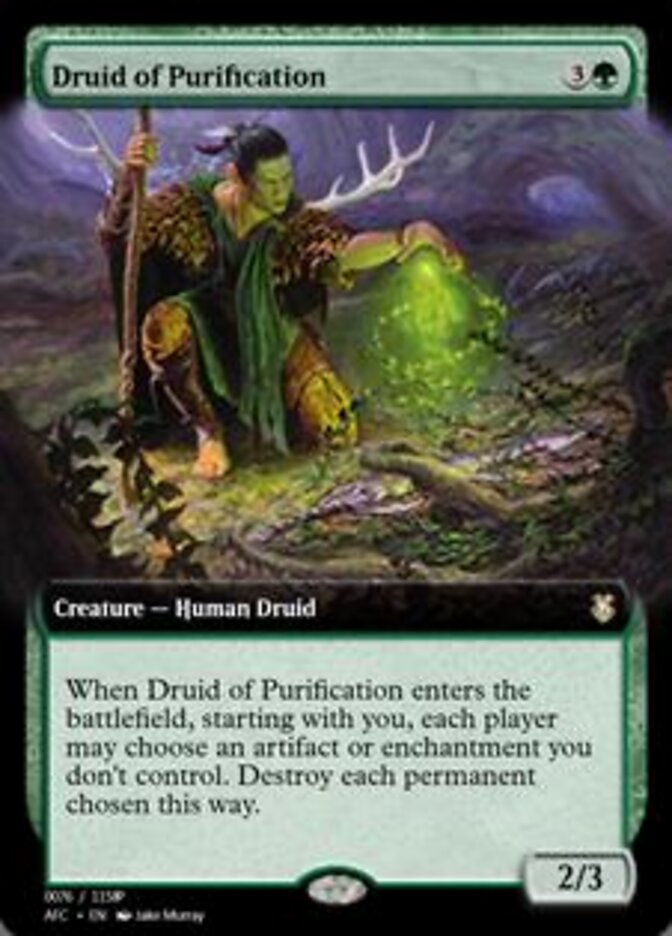 Druid of Purification 3
Creature — Human Druid
When Druid of Purification enters the
battlefield, starting with you, each player
may choose an artifact or enchantment you
don't control. Destroy each permanent
chosen this way.
2/3
0076 /
AFC • EN Jake Murray